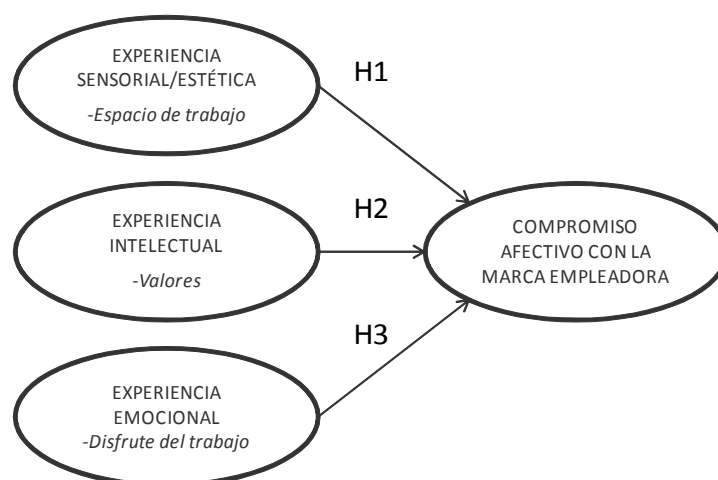 EXPERIENCIA
SENSORIAL/ESTÉTICA
-Espacio de trabajo
H1
EXPERIENCIA
INTELECTUAL
-Valores
H2
COMPROMISO
AFECTIVO CON LA
MARCA EMPLEADORA
H3
EXPERIENCIA
EMOCIONAL
-Disfrute del trabajo